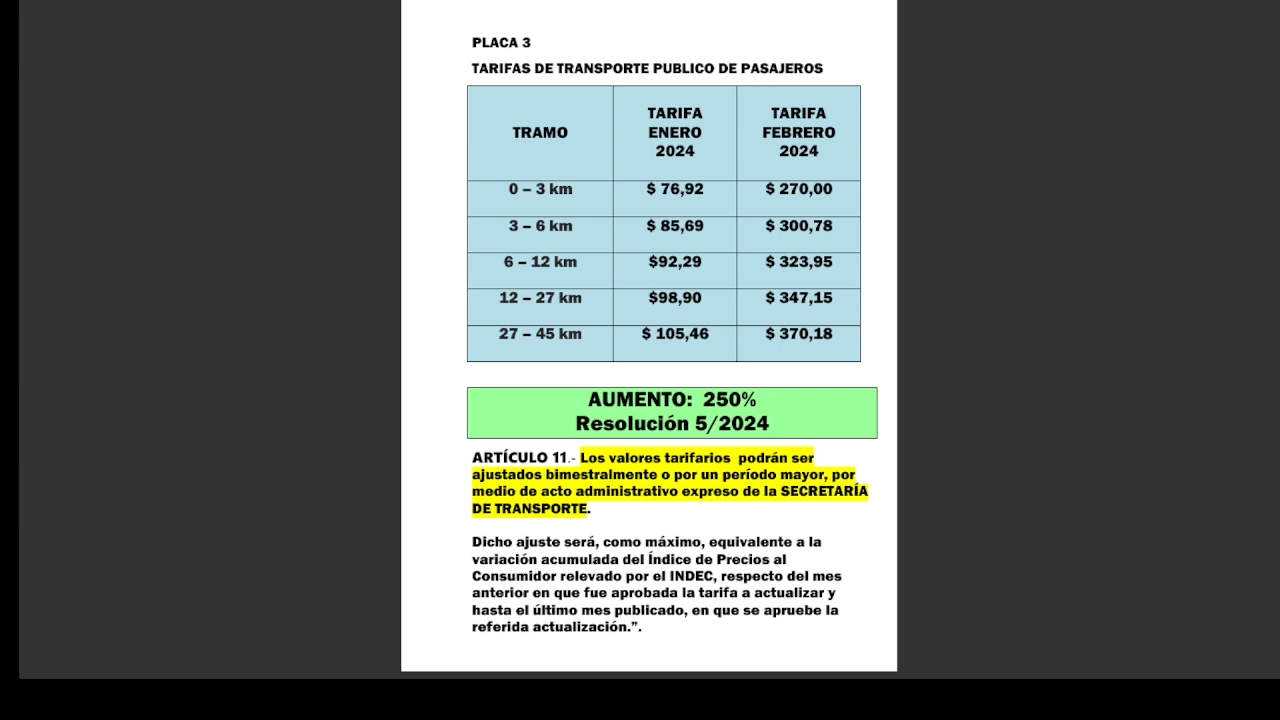 PLACA 3
TARIFAS DE TRANSPORTE PUBLICO DE PASAJEROS
TRAMO TARIFA ENERO 2024 TARIFA FEBRERO 2024
0 – 3 km $ 76,92 $ 270,00
3 – 6 km $ 85,69 $ 300,78
6 – 12 km $92,29 $ 323,95
12 – 27 km $98,90 $ 347,15
27 – 45 km $ 105,46 $ 370,18
AUMENTO: 250%
Resolución 5/2024
ARTÍCULO 11.- Los valores tarifarios podrán ser
ajustados bimestralmente o por un período mayor, por
medio de acto administrativo expreso de la SECRETARÍA
DE TRANSPORTE.
Dicho ajuste será, como máximo, equivalente a la
variación acumulada del Índice de Precios al
Consumidor relevado por el INDEC, respecto del mes
anterior en que fue aprobada la tarifa a actualizar y
hasta el último mes publicado, en que se apruebe la
referida actualización.”.